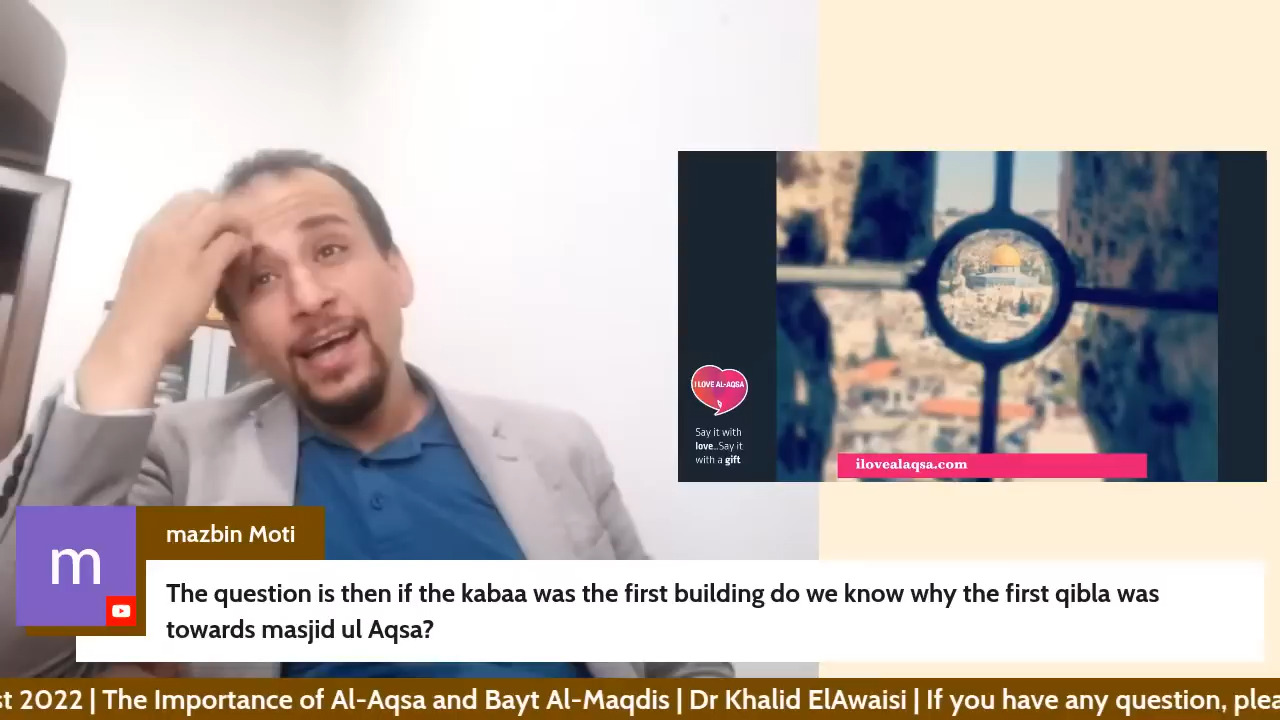 I LOVE AL-AQSA
Say it with
love..Say it
with a gift
ilovealaqsa.com
m
mazbin Moti
The question is then if the kabaa was the first building do we know why the first qibla was
towards masjid ul Aqsa?
st 2022 | The Importance of Al-Aqsa and Bayt Al-Maqdis | Dr Khalid ElAwaisi | If you have any question, plea